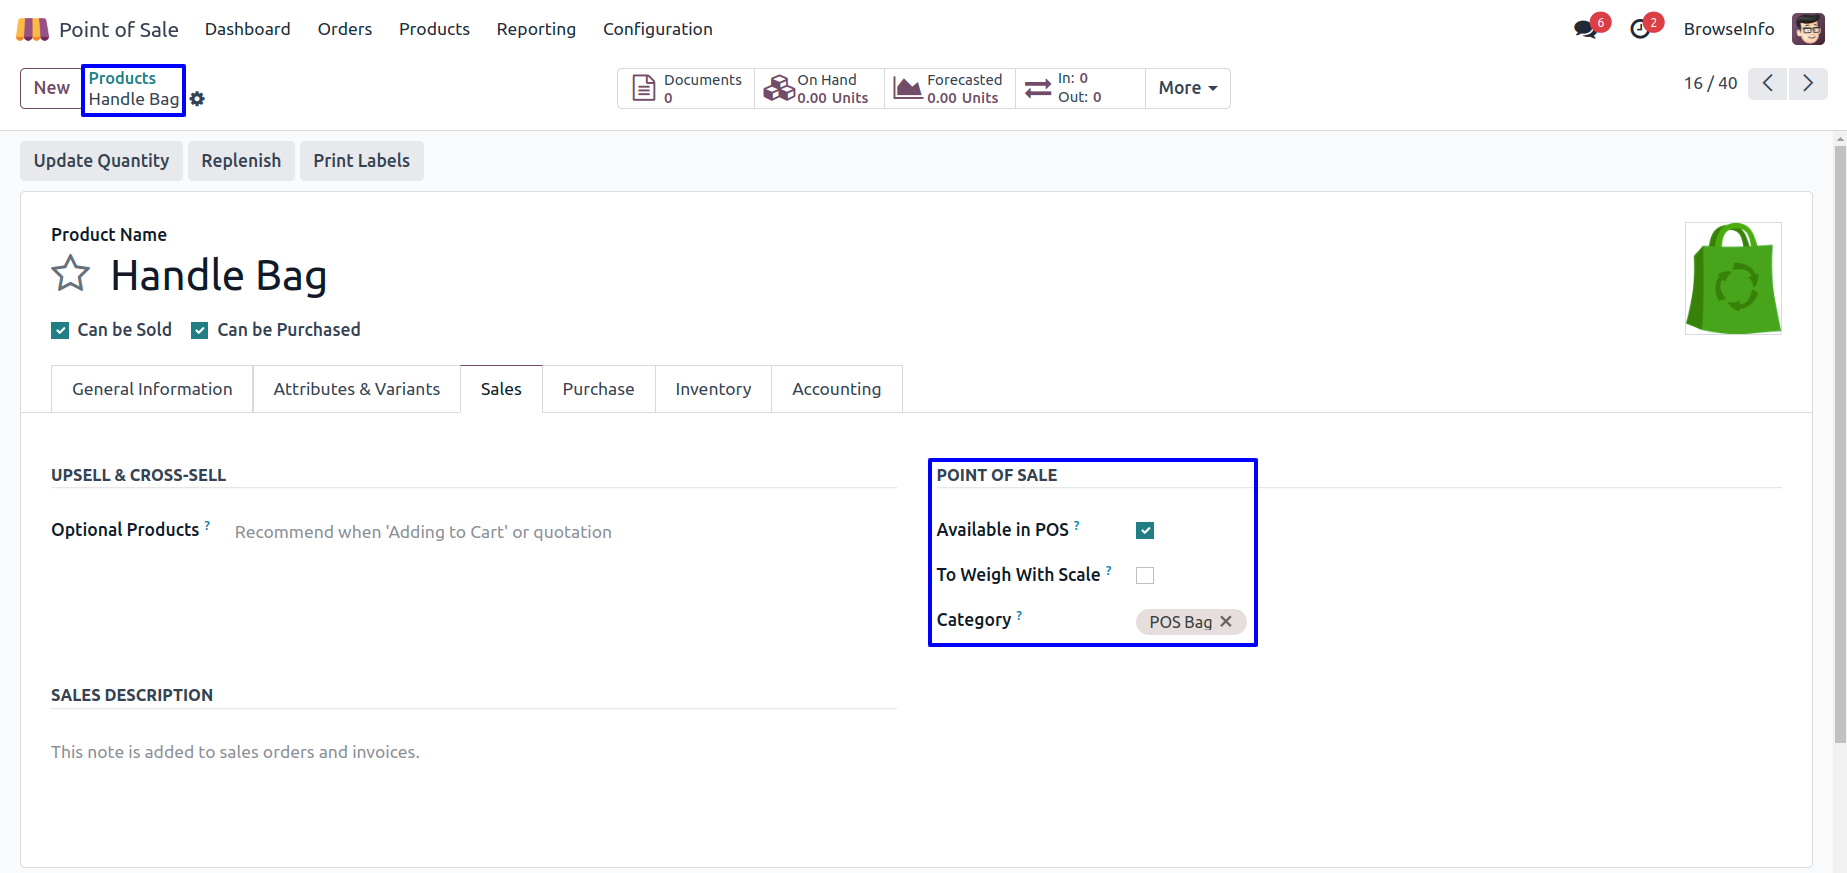 Point of Sale Dashboard Orders Products Reporting Configuration 6 2 BrowseInfo
New Products
Handle Bag
Documents
0
On Hand
0.00 Units
Forecasted
0.00 Units
In: 0
Out: 0
More
16 / 40
Update Quantity Replenish Print Labels
Product Name
Handle Bag
Can be Sold Can be Purchased
General Information Attributes & Variants Sales Purchase Inventory Accounting
UPSELL & CROSS-SELL
Optional Products ? Recommend when 'Adding to Cart' or quotation
POINT OF SALE
Available in POS ?
To Weigh With Scale ?
Category ? POS Bag ✕
SALES DESCRIPTION
This note is added to sales orders and invoices.